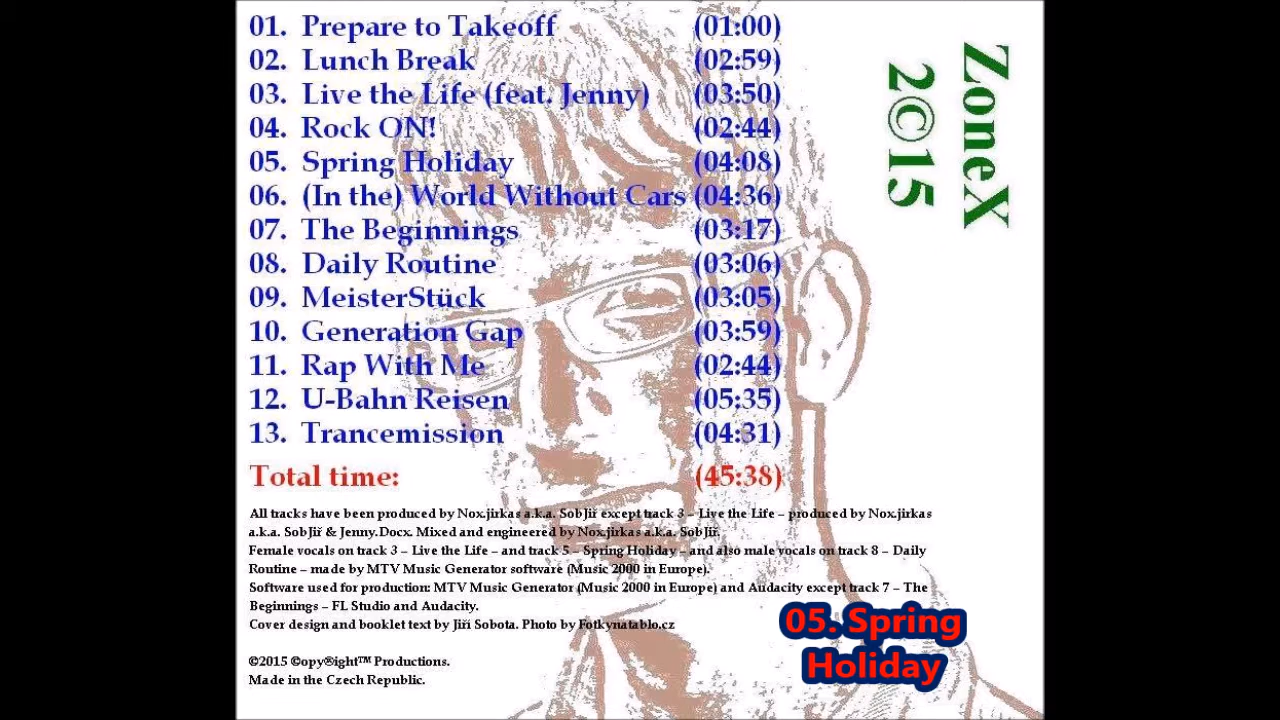 01. Prepare to Takeoff (01:00)
02. Lunch Break (02:59)
03. Live the Life (feat. Jenny) (03:50)
04. Rock ON! (02:44)
05. Spring Holiday (04:08)
06. (In the) World Without Cars (04:36)
07. The Beginnings (03:17)
08. Daily Routine (03:06)
09. MeisterStück (03:05)
10. Generation Gap (03:59)
11. Rap With Me (02:44)
12. U-Bahn Reisen (05:35)
13. Trancemission (04:31)
Total time: (45:38)
All tracks have been produced by Nox.jirkas a.k.a. SobJiř except track 3 – Live the Life – produced by Nox.jirkas
a.k.a. SobJiř & Jenny.Docx. Mixed and engineered by Nox.jirkas a.k.a. SobJiř.
Female vocals on track 3 – Live the Life – and track 5 – Spring Holiday – and also male vocals on track 8 – Daily
Routine – made by MTV Music Generator software (Music 2000 in Europe).
Software used for production: MTV Music Generator (Music 2000 in Europe) and Audacity except track 7 – The
Beginnings – FL Studio and Audacity.
Cover design and booklet text by Jiří Sobota. Photo by Fotkynatablo.cz
©2015 ©opy®ight™ Productions.
Made in the Czech Republic.
ZoneX
2©15
05. Spring
Holiday